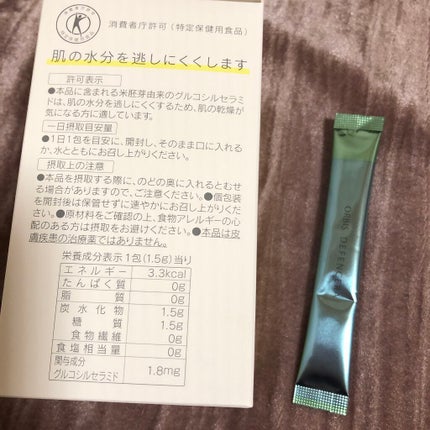 消費者庁許可(特定保健用食品)
肌の水分を逃しにくくします
許可表示
●本品に含まれる米胚芽由来のグルコシルセラミ
ドは、肌の水分を逃しにくくするため、肌の乾燥が
気になる方に適しています。
一日摂取目安量
●1日1包を目安に、開封し、そのまま口に入れる
か、水とともにお召し上がりください。
摂取上の注意
●本品を摂取する際に、のどの奥に入れるとむせ
る場合がありますので、ご注意ください。●個包装
を開封後は保管せずに速やかにお召し上がりくだ
さい。●原材料をご確認の上、食物アレルギーの心
配のある方は摂取をお避けください。●本品は皮
膚疾患の治療薬ではありません。
栄養成分表示 1包(1.5g)当り
エネルギー 3.3kcal
たんぱく質 0g
脂質 0g
炭水化物 1.5g
糖質 1.5g
食物繊維 0g
食塩相当量 0g
関与成分
グルコシルセラミド 1.8mg
ORBIS DEFEN